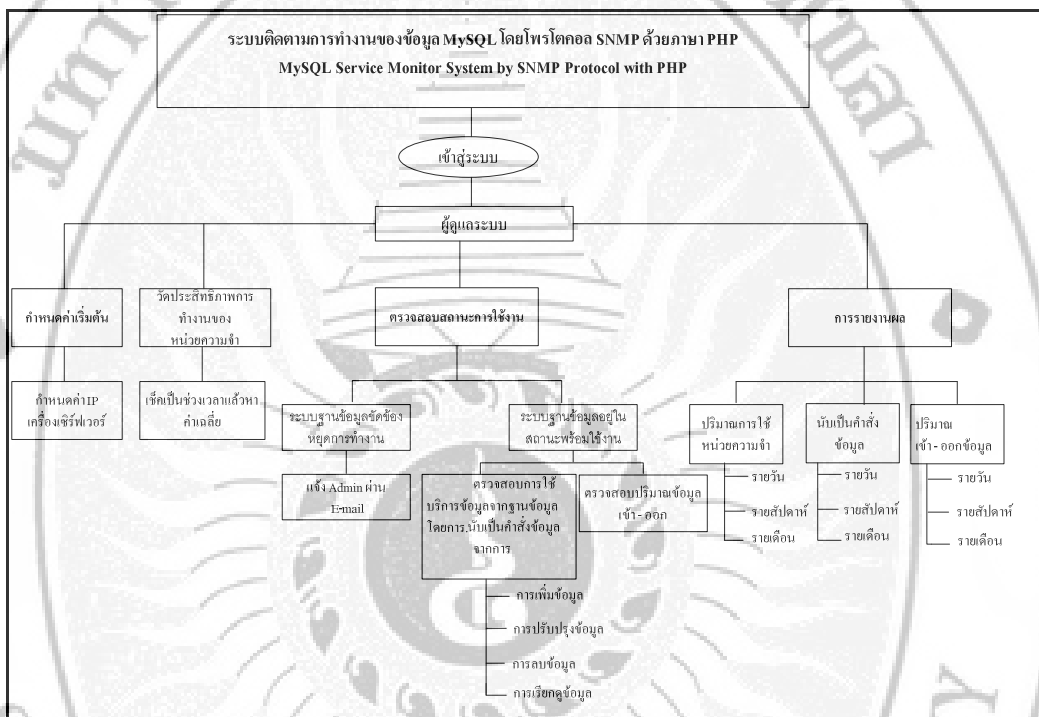 ระบบติดตามการทำงานของข้อมูล MySQL โดยโพรโตคอล SNMP ด้วยภาษา PHP
MySQL Service Monitor System by SNMP Protocol with PHP
เข้าสู่ระบบ
ผู้ดูแลระบบ
กำหนดค่าเริ่มต้น
วัดประสิทธิภาพการ
ทำงานของ
หน่วยความจำ
ตรวจสอบสถานะการใช้งาน
การรายงานผล
กำหนดค่า IP
เครื่องเซิร์ฟเวอร์
เช็คเป็นช่วงเวลาแล้วหา
ค่าเฉลี่ย
ระบบฐานข้อมูลขัดข้อง
หยุดการทำงาน
ระบบฐานข้อมูลอยู่ใน
สถานะพร้อมใช้งาน
ปริมาณการใช้
หน่วยความจำ
นับเป็นคำสั่ง
ข้อมูล
ปริมาณ
เข้า - ออกข้อมูล
แจ้ง Admin ผ่าน
E-mail
ตรวจสอบการใช้
บริการข้อมูลจากฐานข้อมูล
โดยการ,นับเป็นคำสั่งข้อมูล
จากการ
ตรวจสอบปริมาณข้อมูล
เข้า - ออก
รายวัน
รายสัปดาห์
รายเดือน
รายวัน
รายสัปดาห์
รายเดือน
รายวัน
รายสัปดาห์
รายเดือน
การเพิ่มข้อมูล
การปรับปรุงข้อมูล
การลบข้อมูล
การเรียกดูข้อมูล